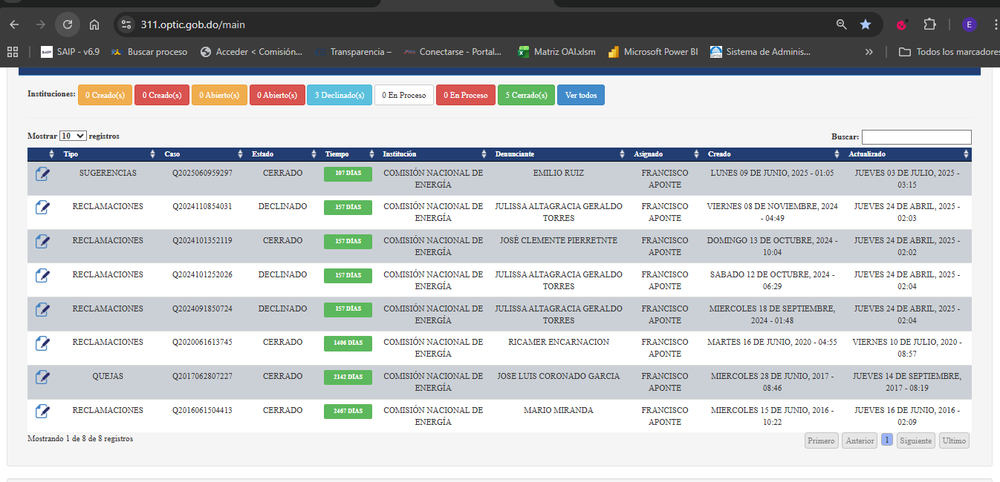 311.optic.gob.do/main
E
SAIP - v6.9 Buscar proceso Acceder < Comisión... Transparencia – Conectarse - Portal... Matriz OAI.xlsm Microsoft Power BI Sistema de Adminis... » Todos los marcadores
Instituciones: 0 Creado(s) 0 Creado(s) 0 Abierto(s) 0 Abierto(s) 3 Declinado(s) 0 En Proceso 0 En Proceso 5 Cerrado(s) Ver todos
Mostrar 10 registros Buscar:
Tipo Caso Estado Tiempo Institución Denunciante Asignado Creado Actualizado
SUGERENCIAS Q2025060959297 CERRADO 107 DÍAS COMISIÓN NACIONAL DE EMILIO RUIZ FRANCISCO LUNES 09 DE JUNIO, 2025 - 01:05 JUEVES 03 DE JULIO, 2025 -
ENERGÍA APONTE 03:15
RECLAMACIONES Q2024110854031 DECLINADO 157 DÍAS COMISIÓN NACIONAL DE JULISSA ALTAGRACIA GERALDO FRANCISCO VIERNES 08 DE NOVIEMBRE, 2024 JUEVES 24 DE ABRIL, 2025 -
ENERGÍA TORRES APONTE - 04:49 02:03
RECLAMACIONES Q2024101352119 CERRADO 157 DÍAS COMISIÓN NACIONAL DE JOSÉ CLEMENTE PIERRETNTE FRANCISCO DOMINGO 13 DE OCTUBRE, 2024 - JUEVES 24 DE ABRIL, 2025 -
ENERGÍA APONTE 10:04 02:02
RECLAMACIONES Q2024101252026 DECLINADO 157 DÍAS COMISIÓN NACIONAL DE JULISSA ALTAGRACIA GERALDO FRANCISCO SABADO 12 DE OCTUBRE, 2024 - JUEVES 24 DE ABRIL, 2025 -
ENERGÍA TORRES APONTE 06:29 02:04
RECLAMACIONES Q2024091850724 DECLINADO 157 DÍAS COMISIÓN NACIONAL DE JULISSA ALTAGRACIA GERALDO FRANCISCO MIERCOLES 18 DE SEPTIEMBRE, JUEVES 24 DE ABRIL, 2025 -
ENERGÍA TORRES APONTE 2024 - 01:48 02:04
RECLAMACIONES Q2020061613745 CERRADO 1406 DÍAS COMISIÓN NACIONAL DE RICAMER ENCARNACION FRANCISCO MARTES 16 DE JUNIO, 2020 - 04:55 VIERNES 10 DE JULIO, 2020 -
ENERGÍA APONTE 08:57
QUEJAS Q2017062807227 CERRADO 2142 DÍAS COMISIÓN NACIONAL DE JOSE LUIS CORONADO GARCIA FRANCISCO MIERCOLES 28 DE JUNIO, 2017 - JUEVES 14 DE SEPTIEMBRE,
ENERGÍA APONTE 08:46 2017 - 08:19
RECLAMACIONES Q2016061504413 CERRADO 2467 DÍAS COMISIÓN NACIONAL DE MARIO MIRANDA FRANCISCO MIERCOLES 15 DE JUNIO, 2016 - JUEVES 16 DE JUNIO, 2016 -
ENERGÍA APONTE 10:22 02:09
Mostrando 1 de 8 de 8 registros Primero Anterior 1 Siguiente Ultimo